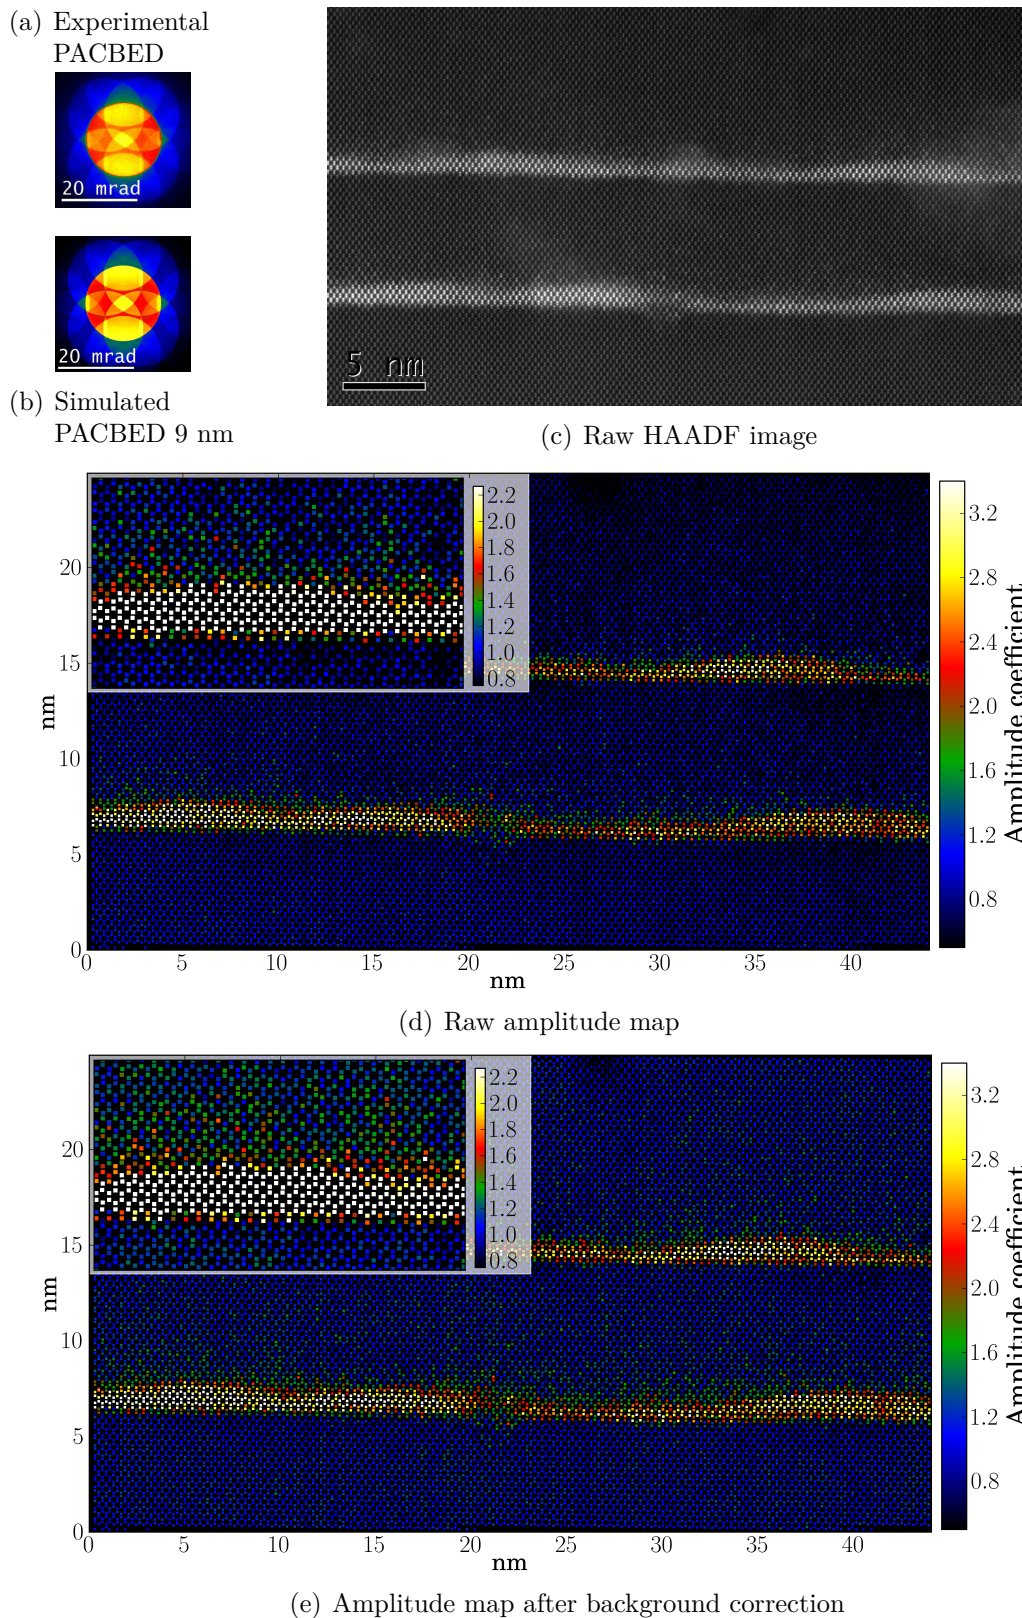 (a) Experimental
PACBED
20 mrad
20 mrad
(b) Simulated
PACBED 9 nm
5 nm
(c) Raw HAADF image
2.2
2.0
1.8
1.6
1.4
1.2
1.0
0.8
20
15
10
5
0
nm
0 5 10 15 20 25 30 35 40
nm
3.2
2.8
2.4
2.0
1.6
1.2
0.8
Amplitude coefficient
(d) Raw amplitude map
2.2
2.0
1.8
1.6
1.4
1.2
1.0
0.8
20
15
10
5
0
nm
0 5 10 15 20 25 30 35 40
nm
3.2
2.8
2.4
2.0
1.6
1.2
0.8
Amplitude coefficient
(e) Amplitude map after background correction